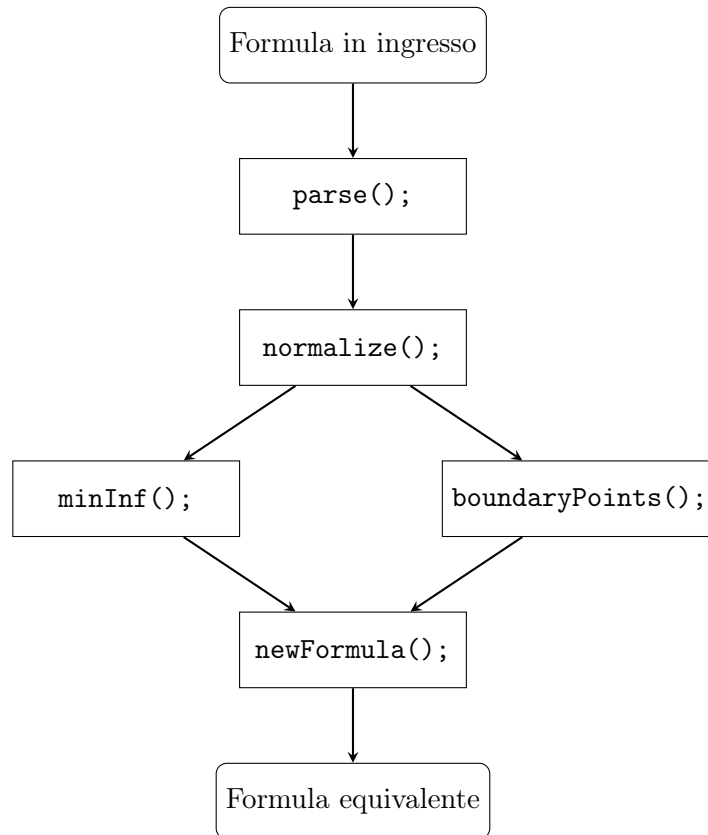 Formula in ingresso
parse();
normalize();
minInf();
boundaryPoints();
newFormula();
Formula equivalente